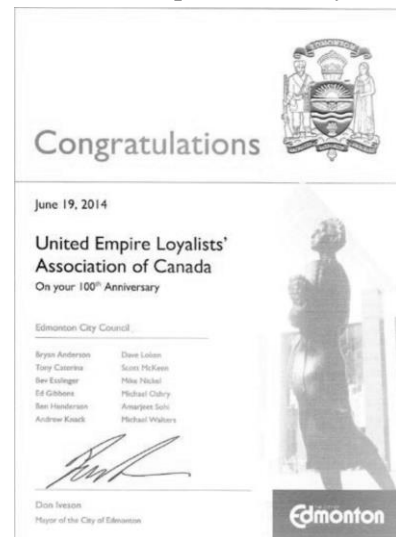 EDMONTON
Congratulations
June 19, 2014
United Empire Loyalists'
Association of Canada
On your 100th Anniversary
Edmonton City Council
Bryan Anderson
Tony Caterina
Bev Esslinger
Ed Gibbons
Ben Henderson
Andrew Knack
Dave Loken
Scott McKeen
Mike Nickel
Michael Oshry
Amarjeet Sohi
Michael Walters
Don Iveson
Mayor of the City of Edmonton
Edmonton